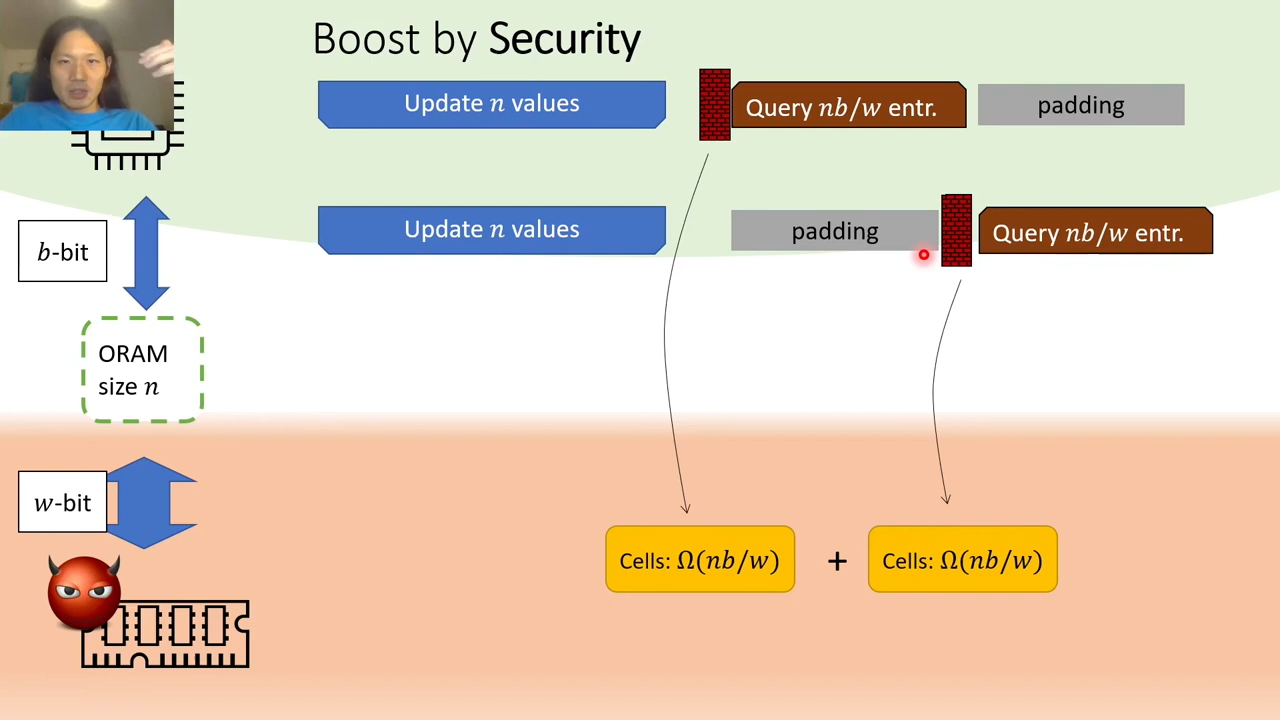 Boost by Security
Update n values
Query nb/w entr.
padding
Update n values
padding
Query nb/w entr.
b-bit
ORAM
size n
w-bit
Cells: Ω(nb/w)
+
Cells: Ω(nb/w)